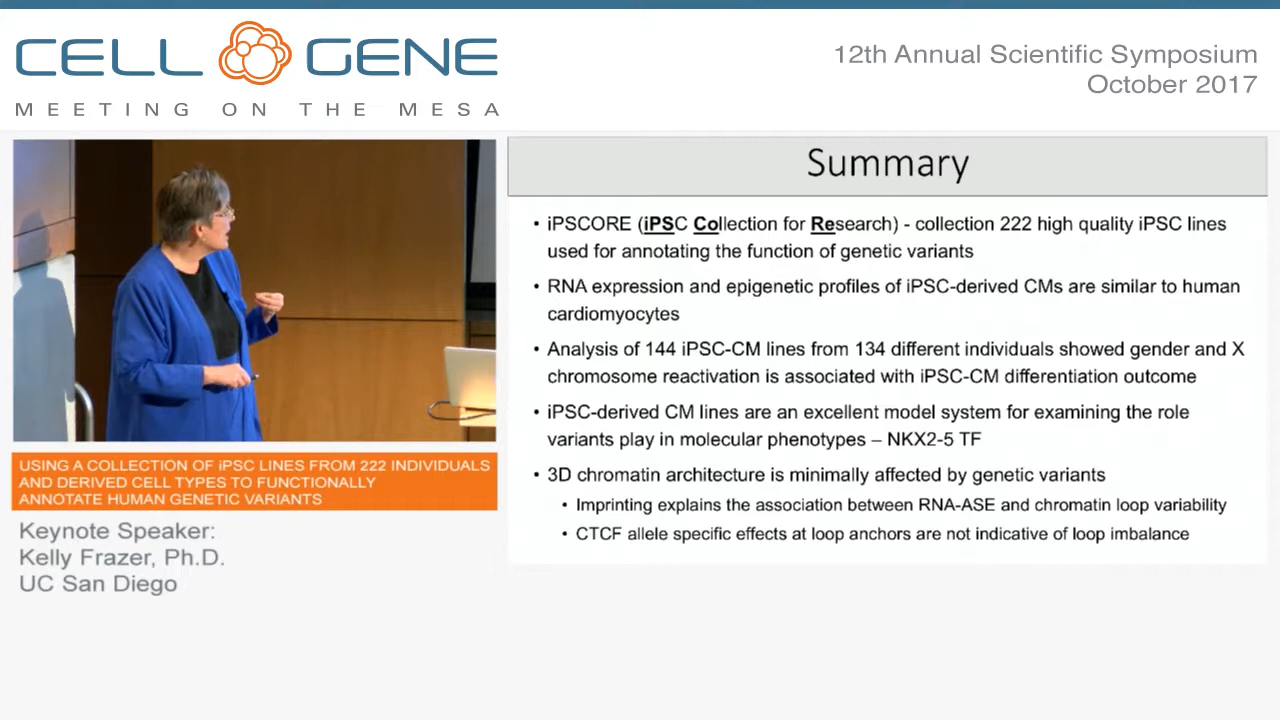 CELL GENE
MEETING ON THE MESA
12th Annual Scientific Symposium
October 2017
USING A COLLECTION OF iPSC LINES FROM 222 INDIVIDUALS
AND DERIVED CELL TYPES TO FUNCTIONALLY
ANNOTATE HUMAN GENETIC VARIANTS
Keynote Speaker:
Kelly Frazer, Ph.D.
UC San Diego
Summary
• iPSCORE (iPSC Collection for Research) - collection 222 high quality iPSC lines
used for annotating the function of genetic variants
• RNA expression and epigenetic profiles of iPSC-derived CMs are similar to human
cardiomyocytes
• Analysis of 144 iPSC-CM lines from 134 different individuals showed gender and X
chromosome reactivation is associated with iPSC-CM differentiation outcome
• iPSC-derived CM lines are an excellent model system for examining the role
variants play in molecular phenotypes – NKX2-5 TF
• 3D chromatin architecture is minimally affected by genetic variants
• Imprinting explains the association between RNA-ASE and chromatin loop variability
• CTCF allele specific effects at loop anchors are not indicative of loop imbalance